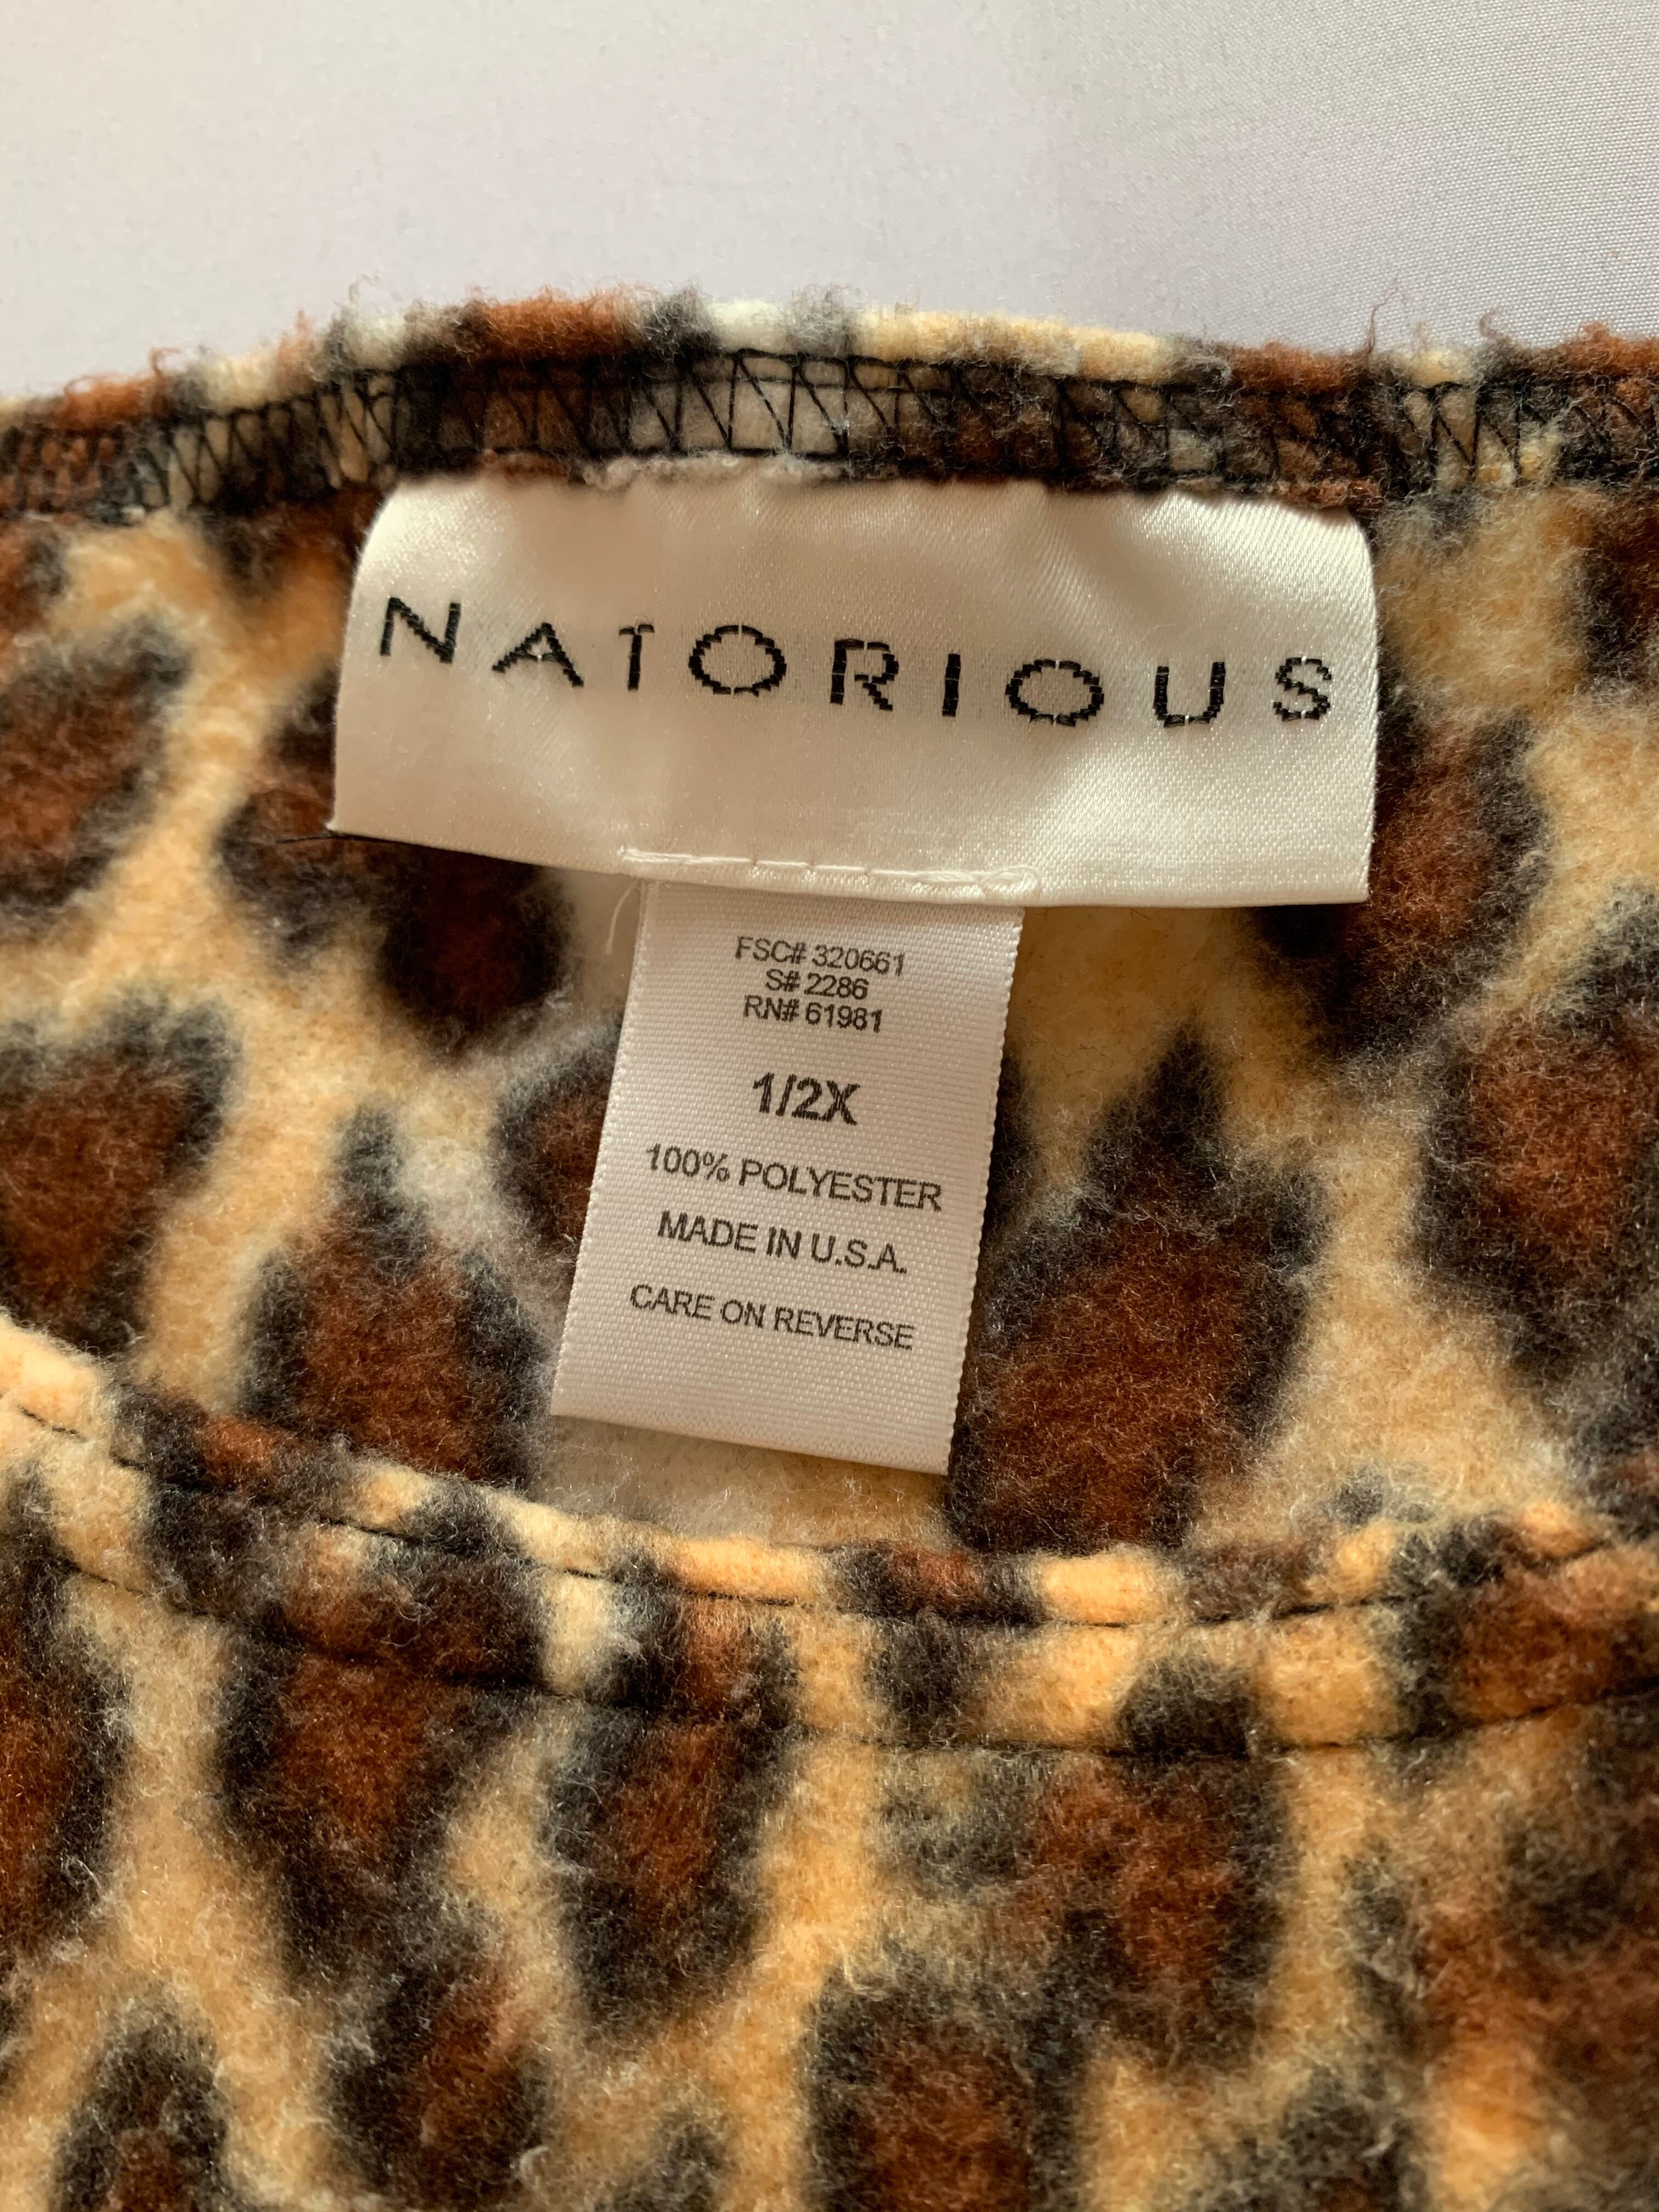 NATORIOUS
FSC# 320661
S# 2286
RN# 61981
1/2X
100% POLYESTER
MADE IN U.S.A.
CARE ON REVERSE